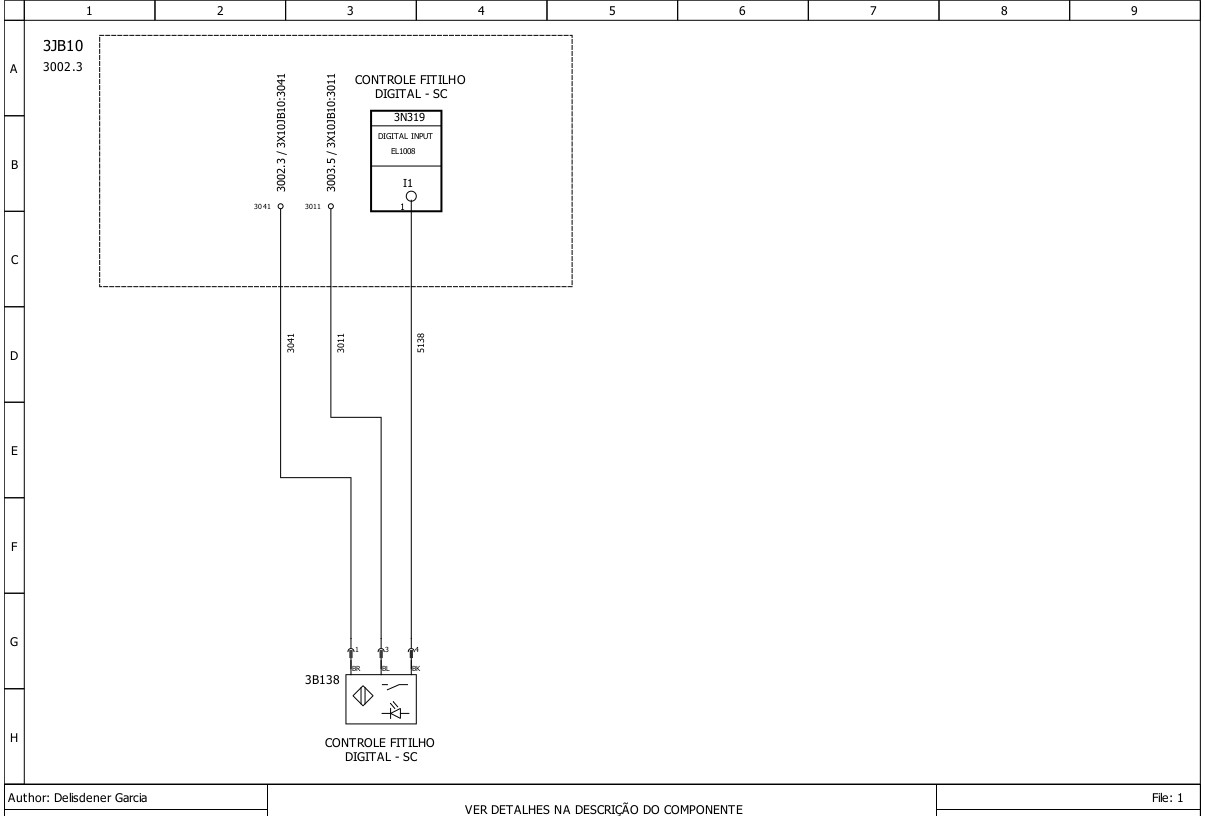 1 2 3 4 5 6 7 8 9
A
B
C
D
E
F
G
H
3JB10
3002.3
3002.3 / 3X10JB10:3041
3003.5 / 3X10JB10:3011
CONTROLE FITILHO
DIGITAL - SC
3N319
DIGITAL INPUT
EL1008
I1
1
3041
3011
3041
3011
5138
1 3 4
BR BL BK
3B138
CONTROLE FITILHO
DIGITAL - SC
Author: Delisdener Garcia
VER DETALHES NA DESCRIÇÃO DO COMPONENTE
File: 1